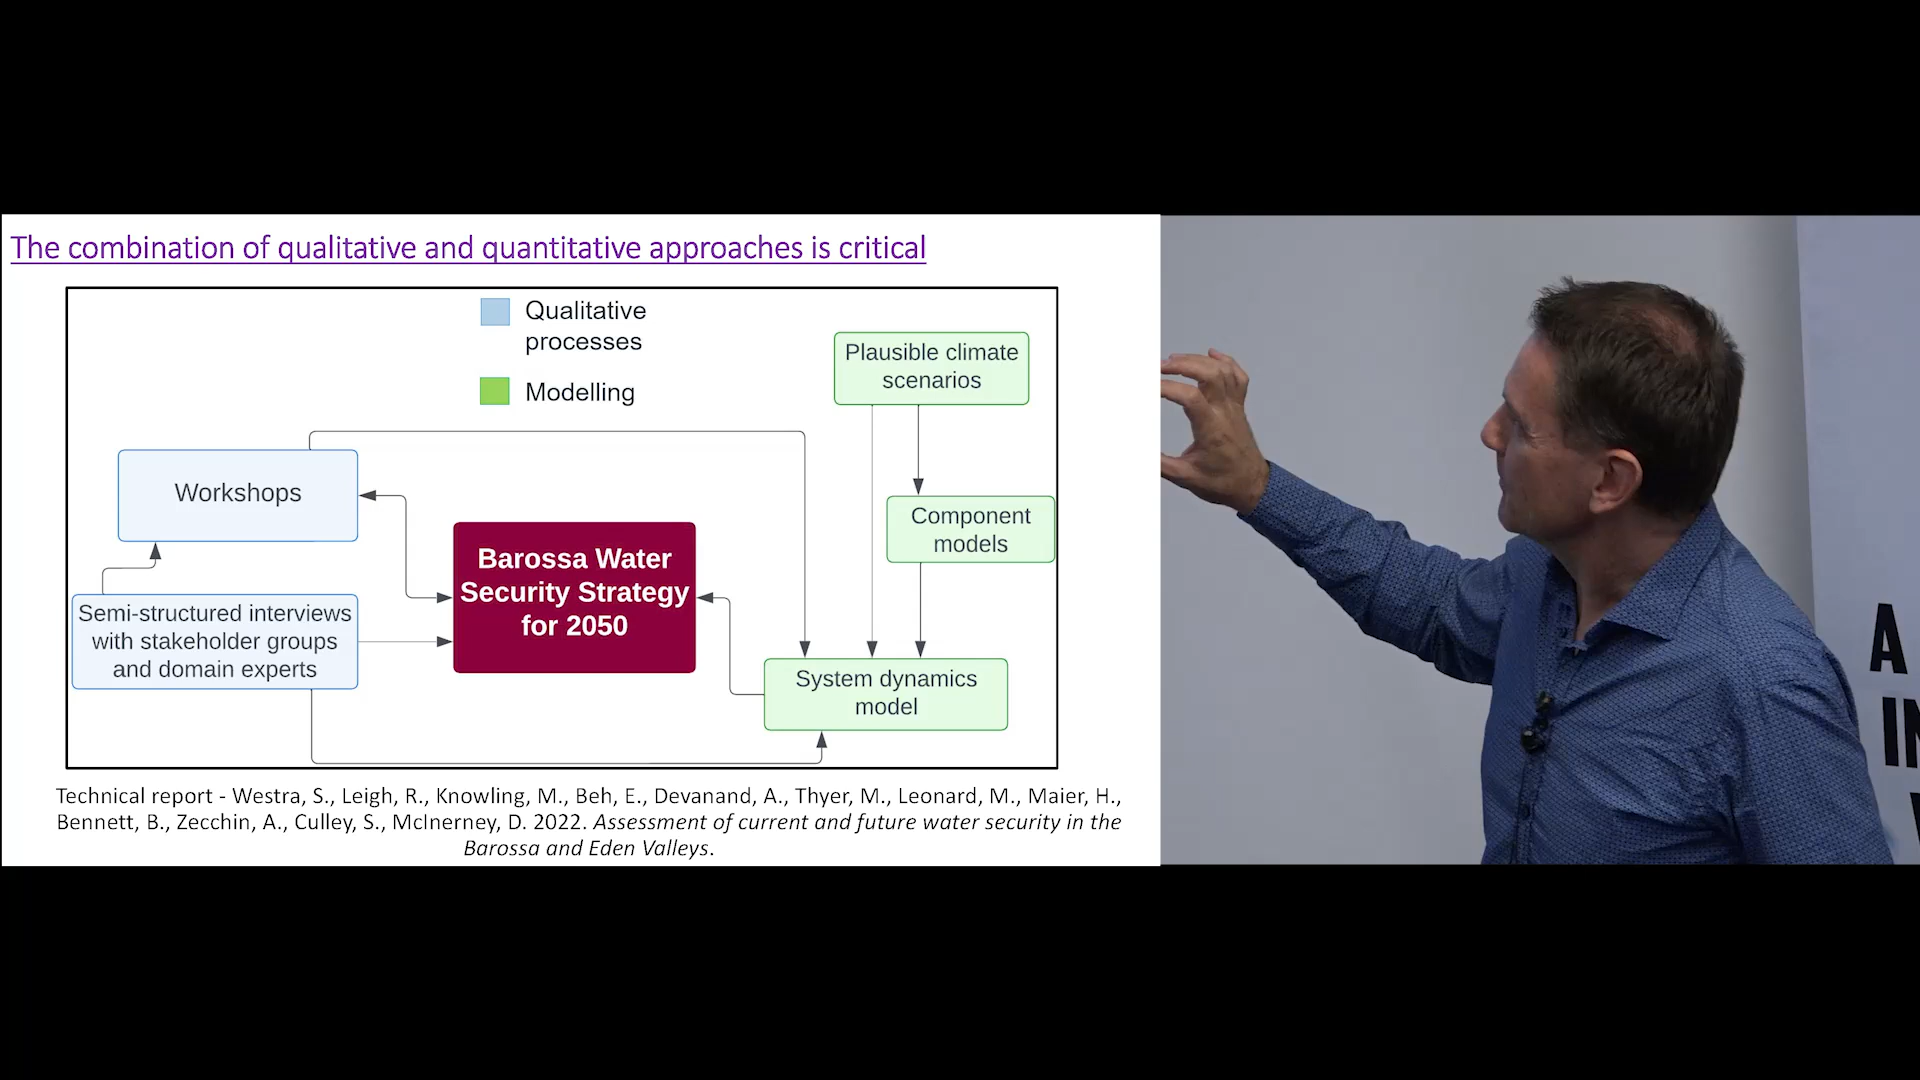 The combination of qualitative and quantitative approaches is critical
Qualitative
processes
Modelling
Plausible climate
scenarios
Workshops
Component
models
Barossa Water
Security Strategy
for 2050
Semi-structured interviews
with stakeholder groups
and domain experts
System dynamics
model
Technical report - Westra, S., Leigh, R., Knowling, M., Beh, E., Devanand, A., Thyer, M., Leonard, M., Maier, H.,
Bennett, B., Zecchin, A., Culley, S., McInerney, D. 2022. Assessment of current and future water security in the
Barossa and Eden Valleys.
A